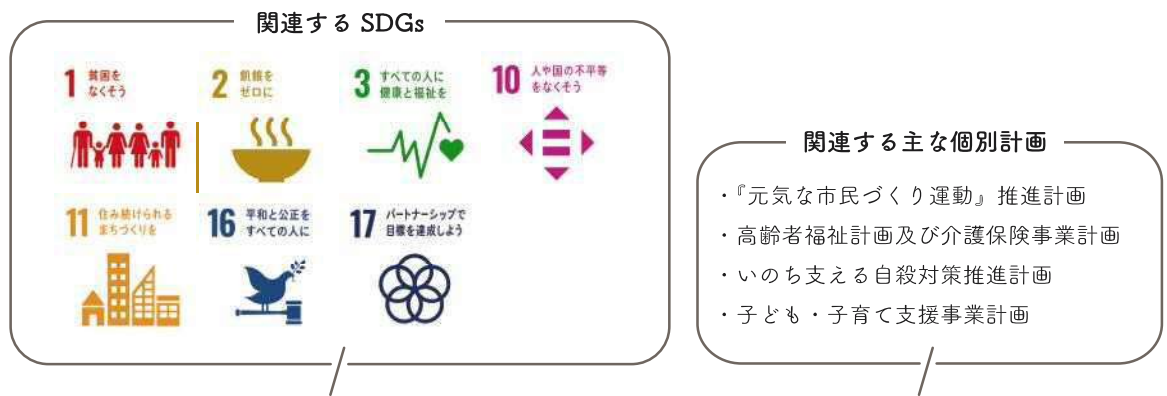 関連する SDGs
1 貧困を
なくそう
2 飢餓を
ゼロに
3 すべての人に
健康と福祉を
10 人や国の不平等
をなくそう
11 住み続けられる
まちづくりを
16 平和と公正を
すべての人に
17 パートナーシップで
目標を達成しよう
関連する主な個別計画
・『元気な市民づくり運動』推進計画
・高齢者福祉計画及び介護保険事業計画
・いのち支える自殺対策推進計画
・子ども・子育て支援事業計画